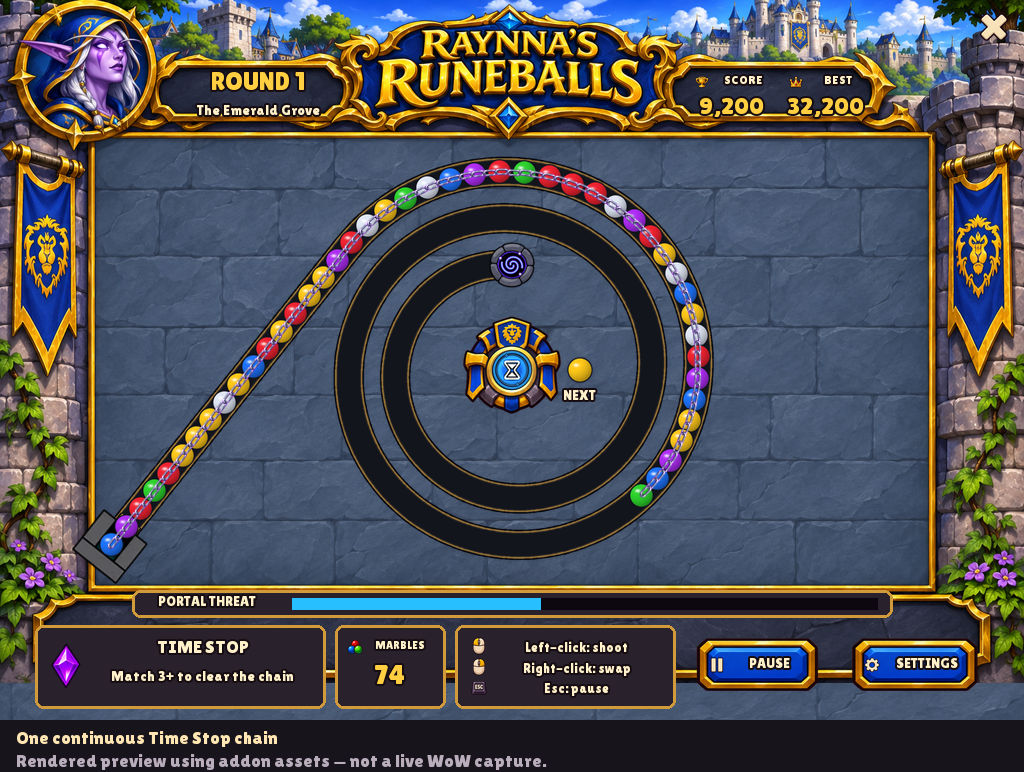 RAYNNA'S
RUNEBALLS
ROUND 1
The Emerald Grove
SCORE BEST
9,200 32,200
NEXT
PORTAL THREAT
TIME STOP
Match 3+ to clear the chain
MARBLES
74
Left-click: shoot
Right-click: swap
ESC
Esc: pause
PAUSE
SETTINGS
One continuous Time Stop chain
Rendered preview using addon assets — not a live WoW capture.